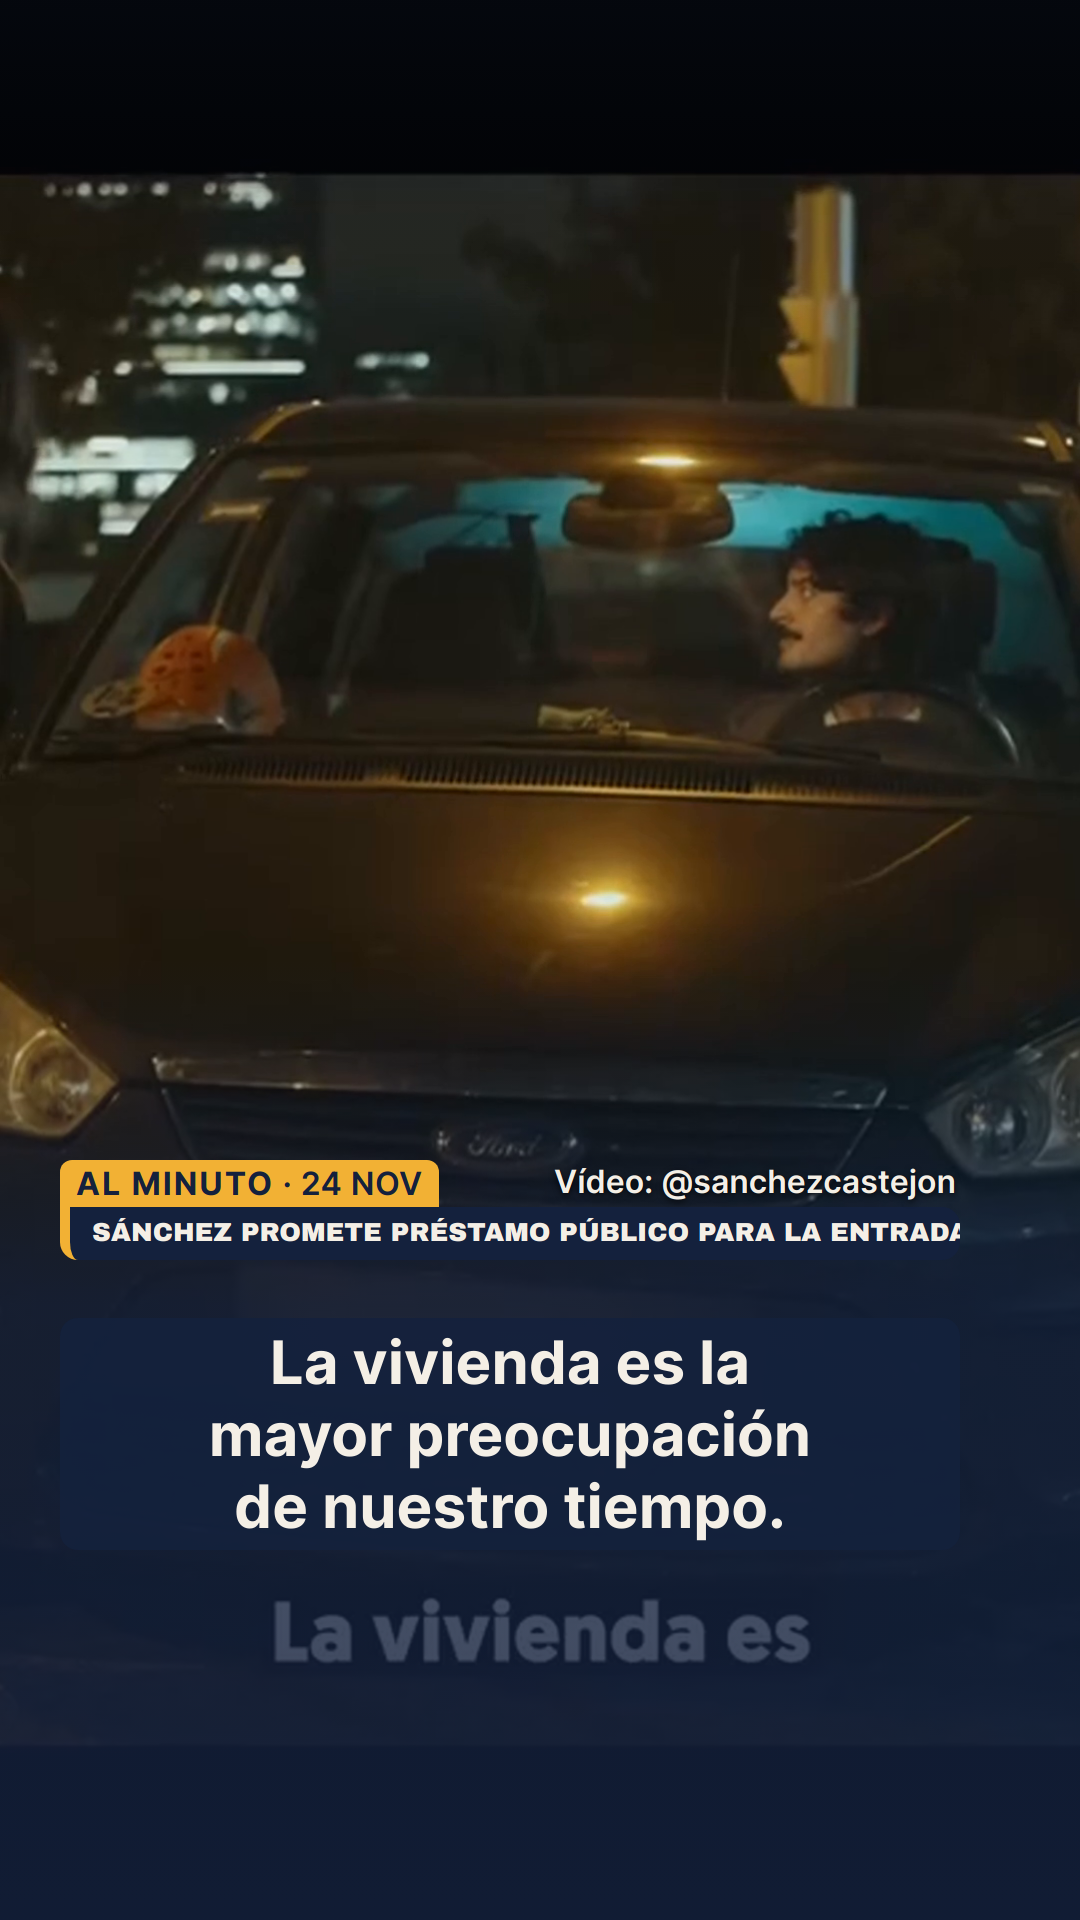 Ford
AL MINUTO · 24 NOV
Vídeo: @sanchezcastejon
SÁNCHEZ PROMETE PRÉSTAMO PÚBLICO PARA LA ENTRADA
La vivienda es la
mayor preocupación
de nuestro tiempo.
La vivienda es